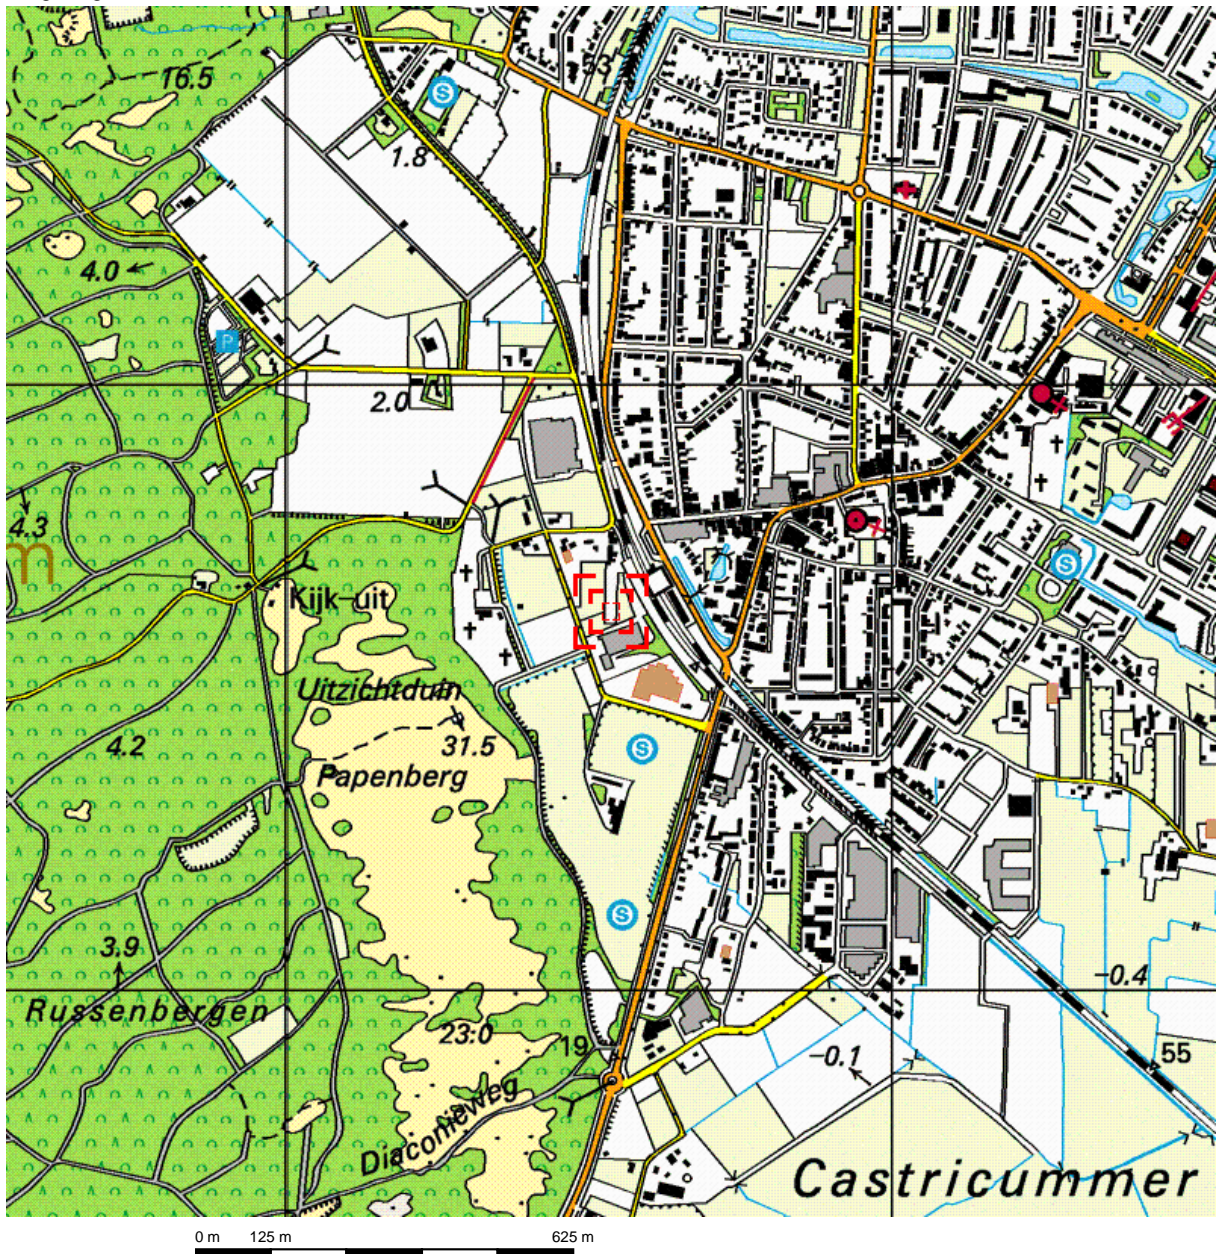 16.5
53
S
1.8
4.0
P
2.0
4.3
m
S
Kijk-uit
Uitzichtduin
31.5
4.2
Papenberg
S
S
3.9
Russenbergen
23:0
-0.4
19
-0.1
55
Diaconieweg
Castricummer
0 m 125 m 625 m